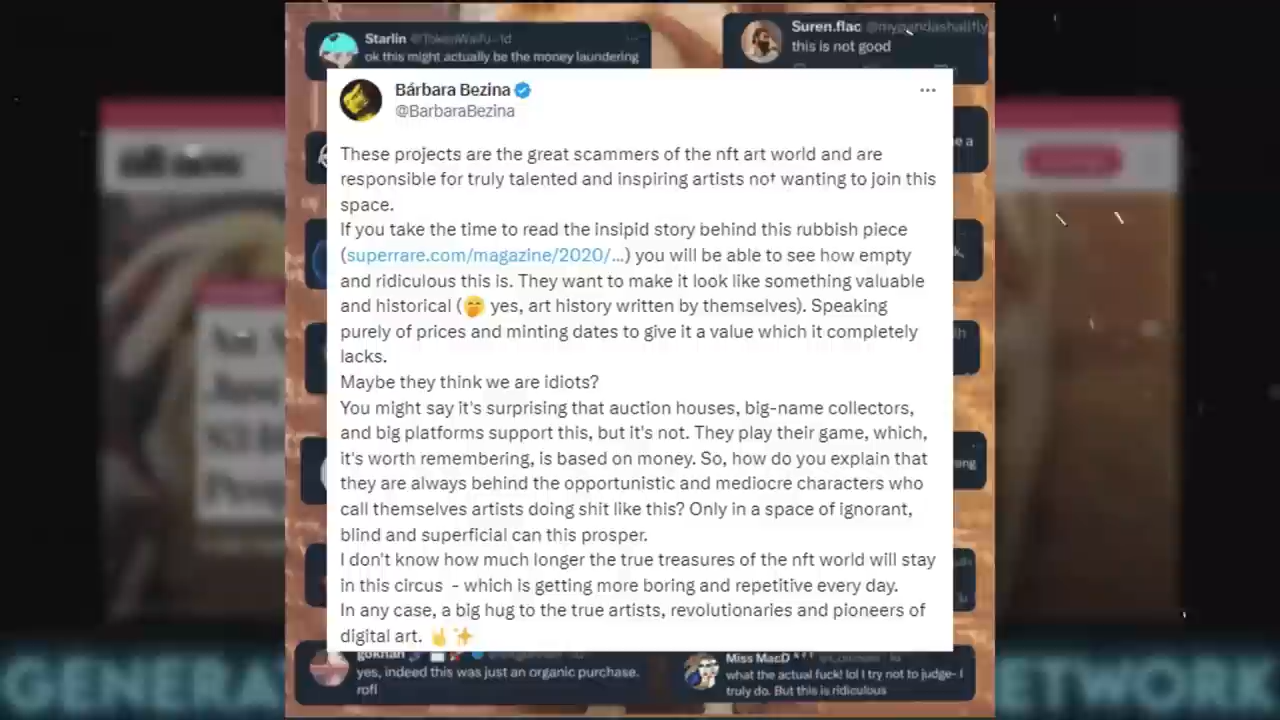 Starlin @TokenWaifu · 1d
ok this might actually be the money laundering
Suren.flac @mypandashallfly
this is not good
Bárbara Bezina
@BarbaraBezina
These projects are the great scammers of the nft art world and are
responsible for truly talented and inspiring artists not wanting to join this
space.
If you take the time to read the insipid story behind this rubbish piece
(superrare.com/magazine/2020/...) you will be able to see how empty
and ridiculous this is. They want to make it look like something valuable
and historical (🤭 yes, art history written by themselves). Speaking
purely of prices and minting dates to give it a value which it completely
lacks.
Maybe they think we are idiots?
You might say it's surprising that auction houses, big-name collectors,
and big platforms support this, but it's not. They play their game, which,
it's worth remembering, is based on money. So, how do you explain that
they are always behind the opportunistic and mediocre characters who
call themselves artists doing shit like this? Only in a space of ignorant,
blind and superficial can this prosper.
I don't know how much longer the true treasures of the nft world will stay
in this circus - which is getting more boring and repetitive every day.
In any case, a big hug to the true artists, revolutionaries and pioneers of
digital art. 🤘✨
gokhan
yes, indeed this was just an organic purchase.
rofl
Miss MacD
what the actual fuck! lol I try not to judge- I
truly do. But this is ridiculous
GENERA
NETWORK